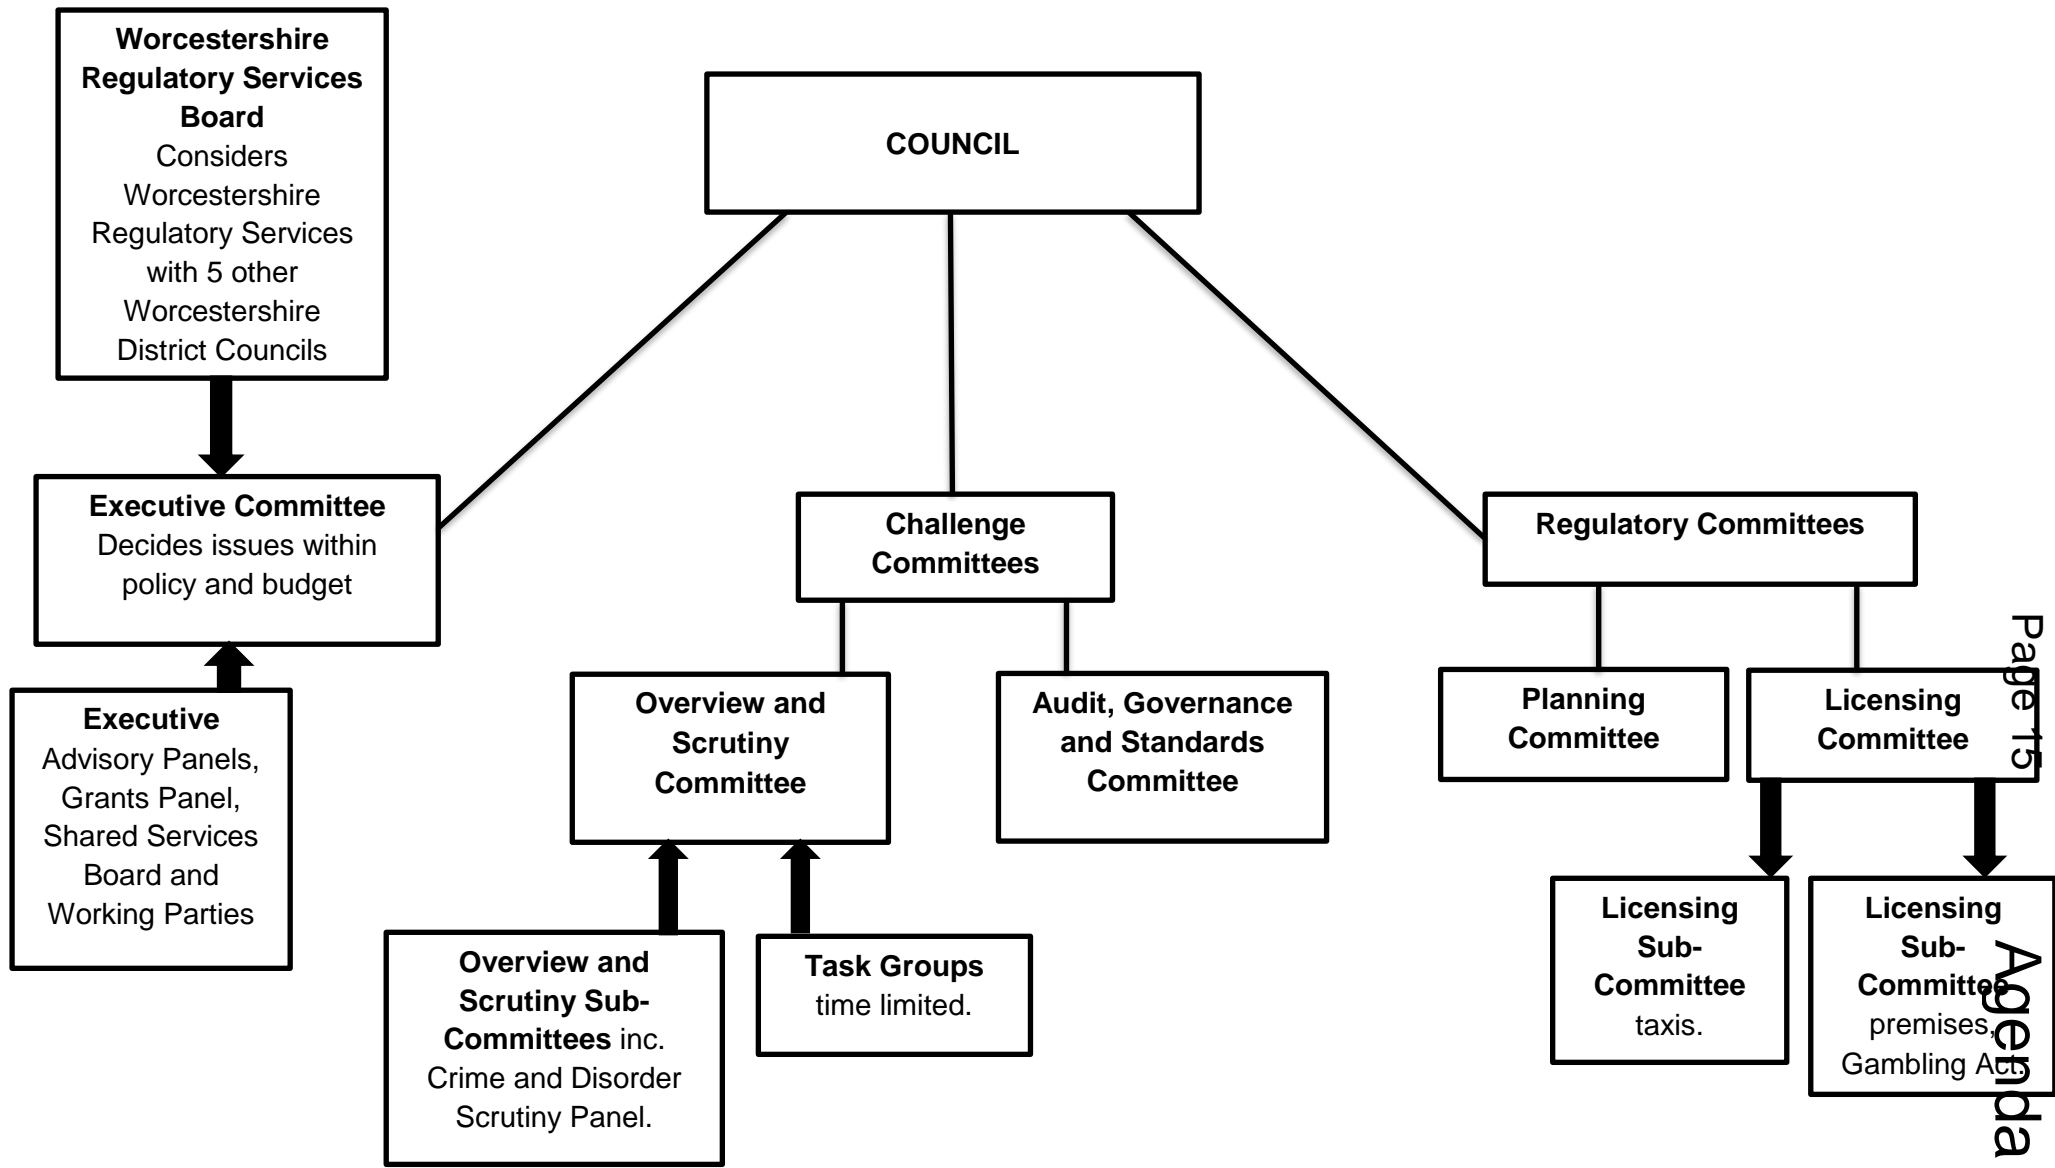 Worcestershire
Regulatory Services
Board
Considers
Worcestershire
Regulatory Services
with 5 other
Worcestershire
District Councils
COUNCIL
Executive Committee
Decides issues within
policy and budget
Challenge
Committees
Regulatory Committees
Executive
Advisory Panels,
Grants Panel,
Shared Services
Board and
Working Parties
Overview and
Scrutiny
Committee
Audit, Governance
and Standards
Committee
Planning
Committee
Licensing
Committee
Overview and
Scrutiny Sub-
Committees inc.
Crime and Disorder
Scrutiny Panel.
Task Groups
time limited.
Licensing
Sub-
Committee
taxis.
Licensing
Sub-
Committee
premises,
Gambling Act.
Page 15
Agenda